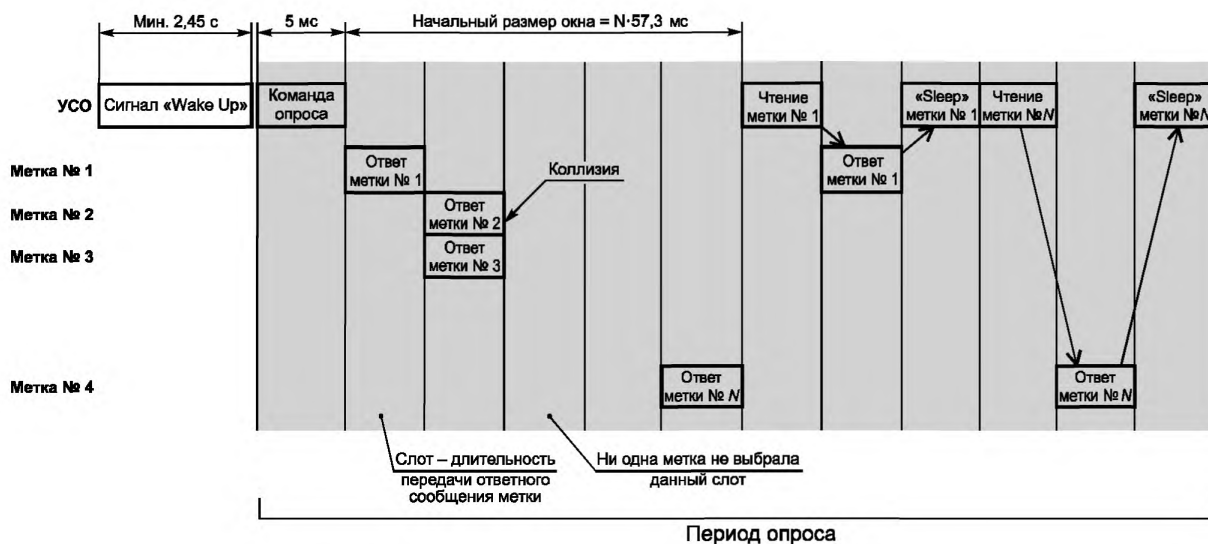 Мин. 2,45 с
5 мс
Начальный размер окна = N·57,3 мс
УСО
Сигнал «Wake Up»
Команда
опроса
Чтение
метки № 1
«Sleep»
метки № 1
Чтение
метки №N
«Sleep»
метки №N
Метка № 1
Ответ
метки № 1
Коллизия
Ответ
метки № 1
Метка № 2
Ответ
метки № 2
Метка № 3
Ответ
метки № 3
Метка № 4
Ответ
метки № N
Ответ
метки № N
Слот – длительность
передачи ответного
сообщения метки
Ни одна метка не выбрала
данный слот
Период опроса